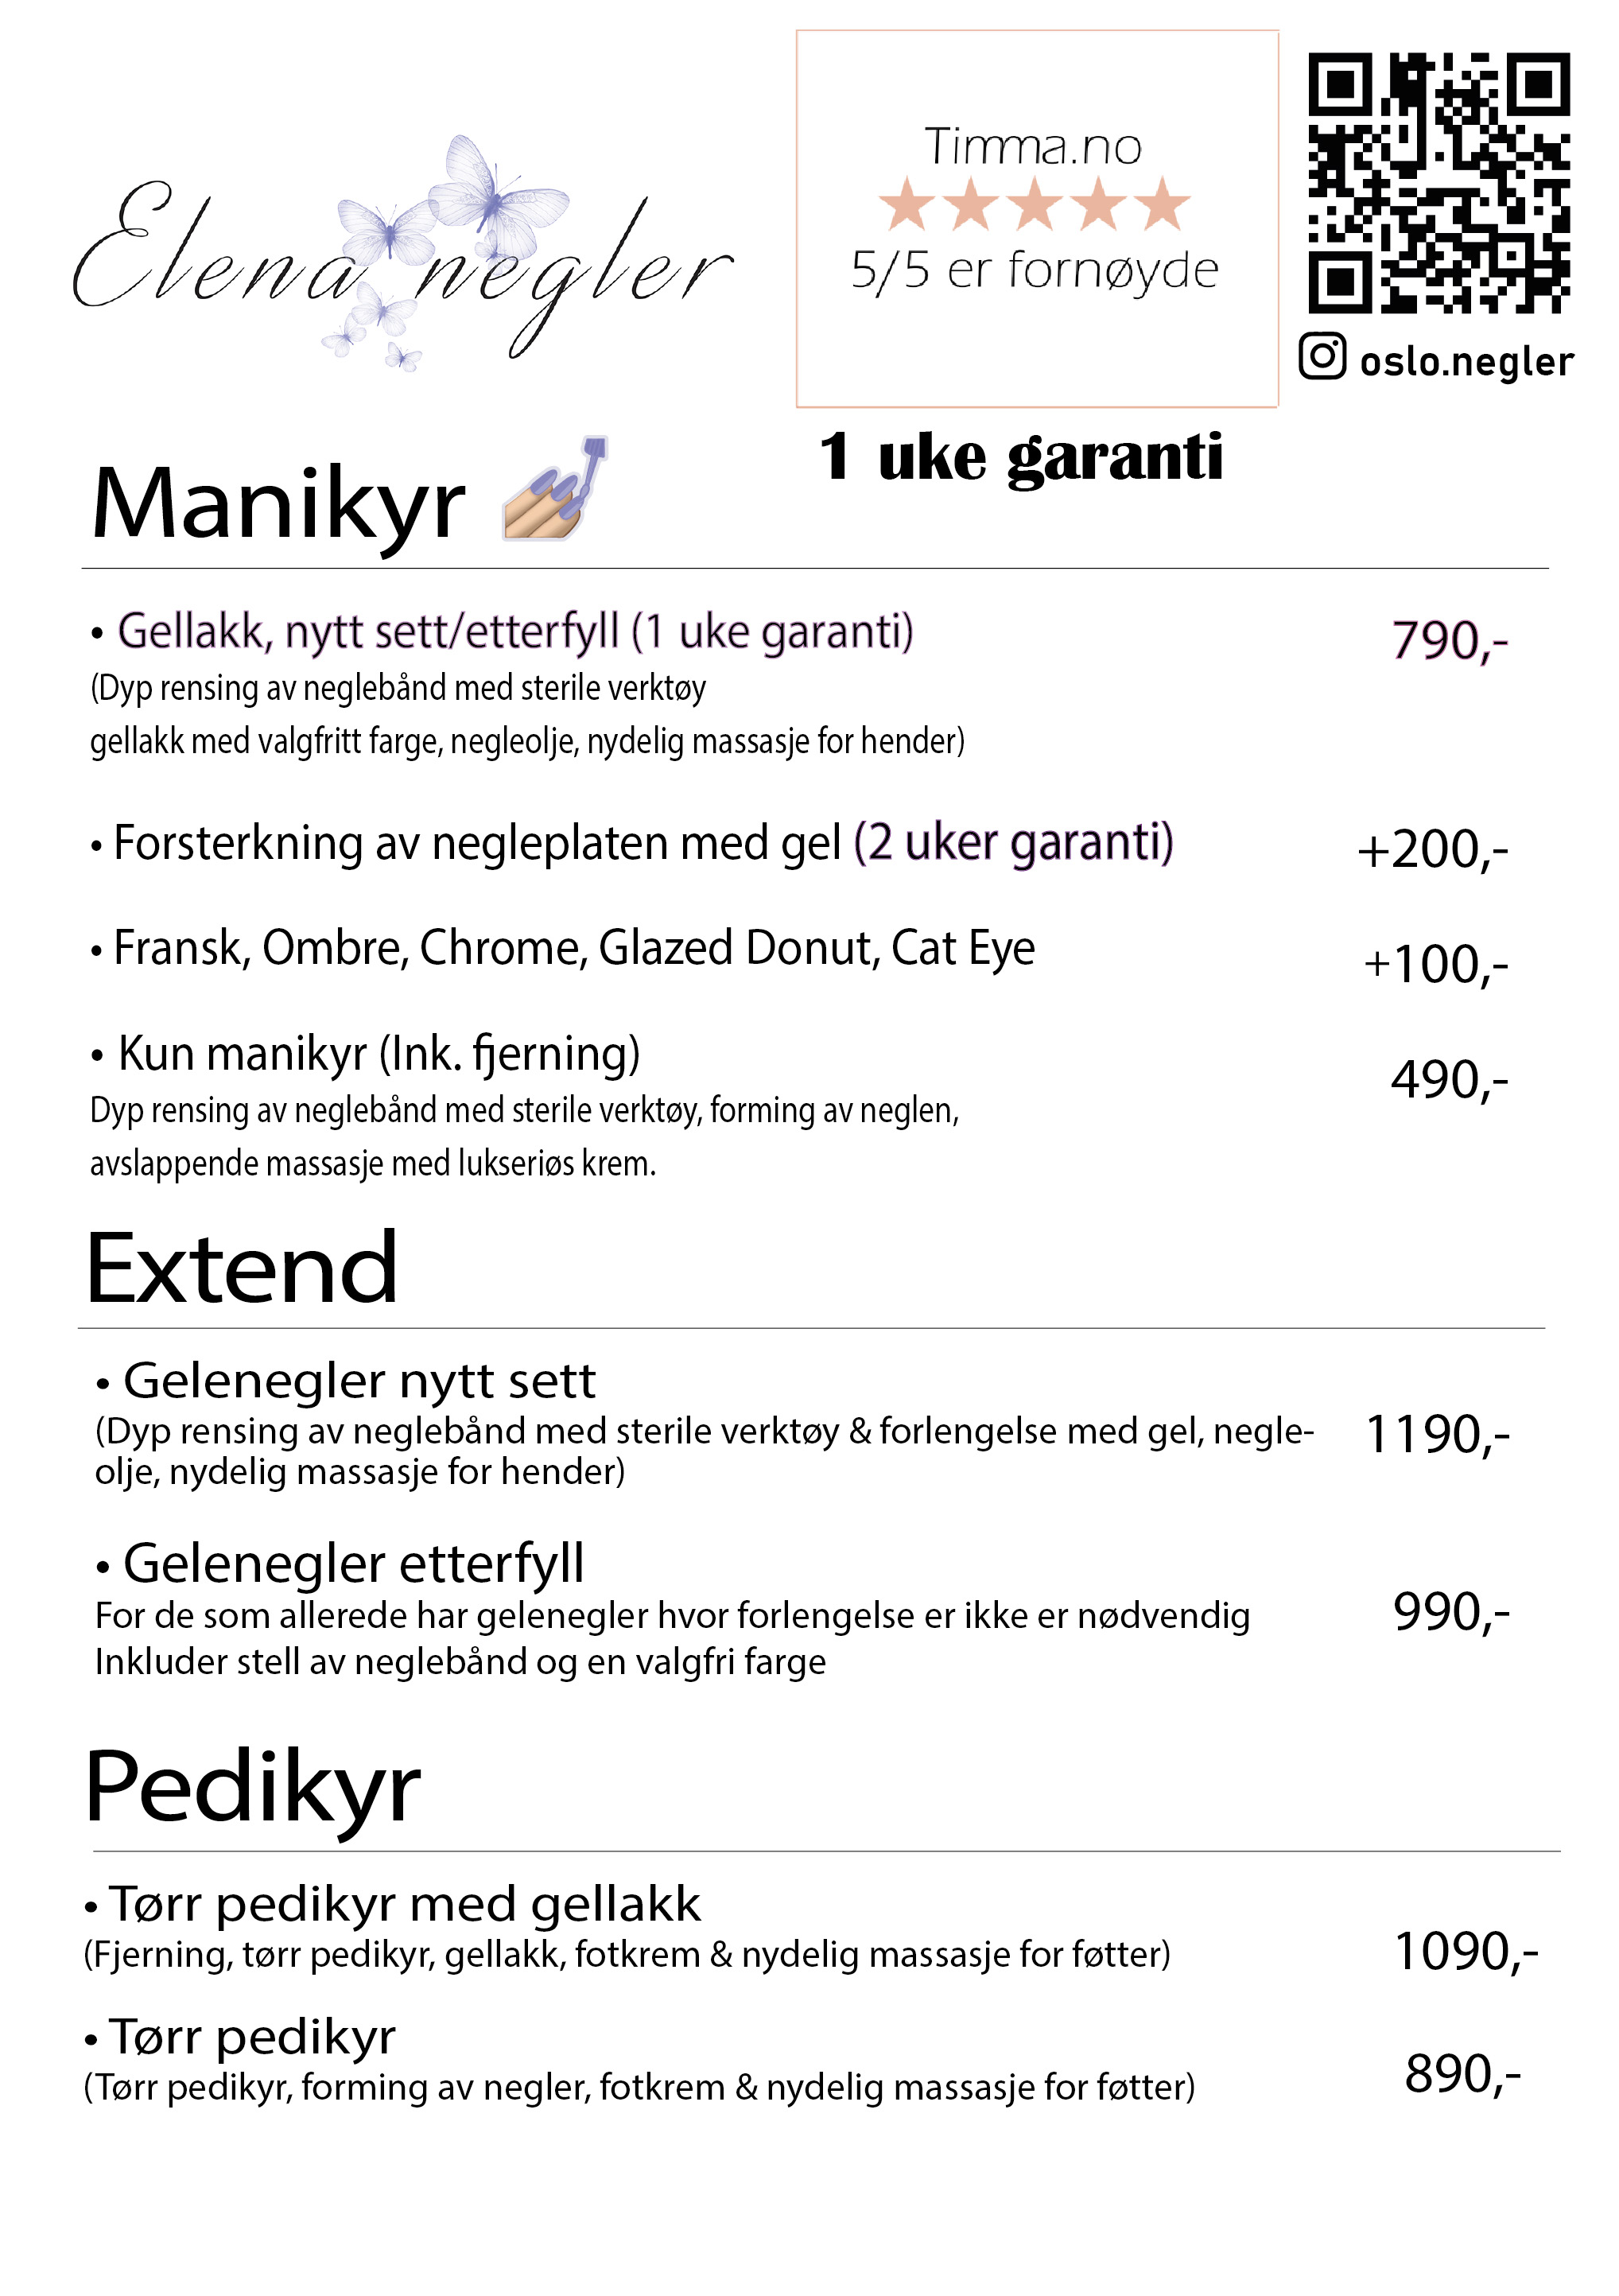 Elena negler
Timma.no
5/5 er fornøyde
oslo.negler
1 uke garanti
Manikyr
• Gellakk, nytt sett/etterfyll (1 uke garanti) 790,-
(Dyp rensing av neglebånd med sterile verktøy
gellakk med valgfritt farge, negleolje, nydelig massasje for hender)
• Forsterkning av negleplaten med gel (2 uker garanti) +200,-
• Fransk, Ombre, Chrome, Glazed Donut, Cat Eye +100,-
• Kun manikyr (Ink. fjerning) 490,-
Dyp rensing av neglebånd med sterile verktøy, forming av neglen,
avslappende massasje med lukseriøs krem.
Extend
• Gelenegler nytt sett
(Dyp rensing av neglebånd med sterile verktøy & forlengelse med gel, negle- 1190,-
olje, nydelig massasje for hender)
• Gelenegler etterfyll
For de som allerede har gelenegler hvor forlengelse er ikke er nødvendig 990,-
Inkluder stell av neglebånd og en valgfri farge
Pedikyr
• Tørr pedikyr med gellakk
(Fjerning, tørr pedikyr, gellakk, fotkrem & nydelig massasje for føtter) 1090,-
• Tørr pedikyr
(Tørr pedikyr, forming av negler, fotkrem & nydelig massasje for føtter) 890,-